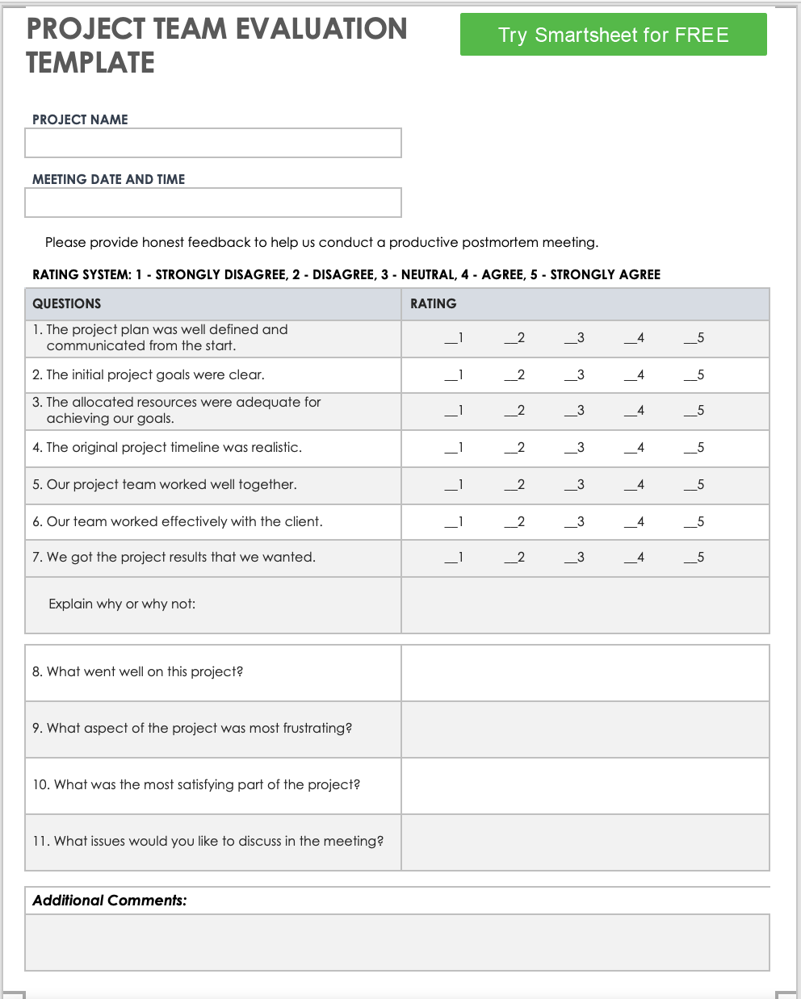 PROJECT TEAM EVALUATION
TEMPLATE
Try Smartsheet for FREE
PROJECT NAME
MEETING DATE AND TIME
Please provide honest feedback to help us conduct a productive postmortem meeting.
RATING SYSTEM: 1 - STRONGLY DISAGREE, 2 - DISAGREE, 3 - NEUTRAL, 4 - AGREE, 5 - STRONGLY AGREE
QUESTIONS RATING
1. The project plan was well defined and
communicated from the start.
__1 __2 __3 __4 __5
2. The initial project goals were clear. __1 __2 __3 __4 __5
3. The allocated resources were adequate for
achieving our goals.
__1 __2 __3 __4 __5
4. The original project timeline was realistic. __1 __2 __3 __4 __5
5. Our project team worked well together. __1 __2 __3 __4 __5
6. Our team worked effectively with the client. __1 __2 __3 __4 __5
7. We got the project results that we wanted. __1 __2 __3 __4 __5
Explain why or why not:
8. What went well on this project?
9. What aspect of the project was most frustrating?
10. What was the most satisfying part of the project?
11. What issues would you like to discuss in the meeting?
Additional Comments: